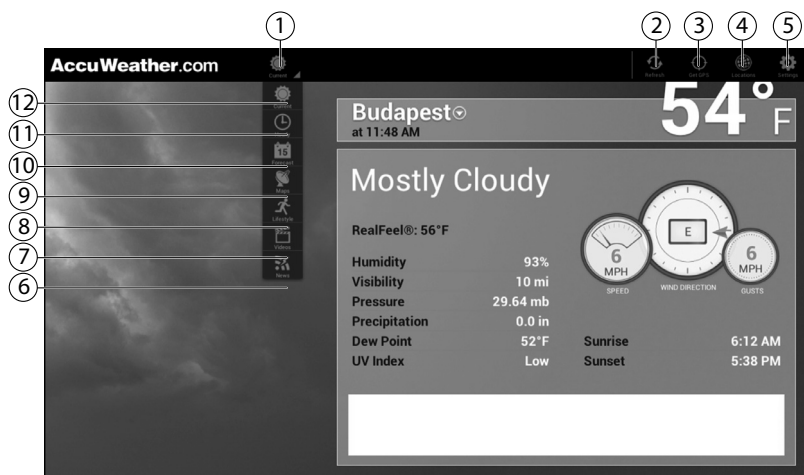 1 2 3 4 5
AccuWeather.com
Current
Refresh Get GPS Locations Settings
12 11 10 9 8 7 6
Current
15
Forecast
Maps
Lifestyle
Videos
News
54°F
Budapest
at 11:48 AM
Mostly Cloudy
RealFeel®: 56°F
Humidity 93%
Visibility 10 mi
Pressure 29.64 mb
Precipitation 0.0 in
Dew Point 52°F
UV Index Low
6 MPH
SPEED
E
WIND DIRECTION
6 MPH
GUSTS
Sunrise 6:12 AM
Sunset 5:38 PM